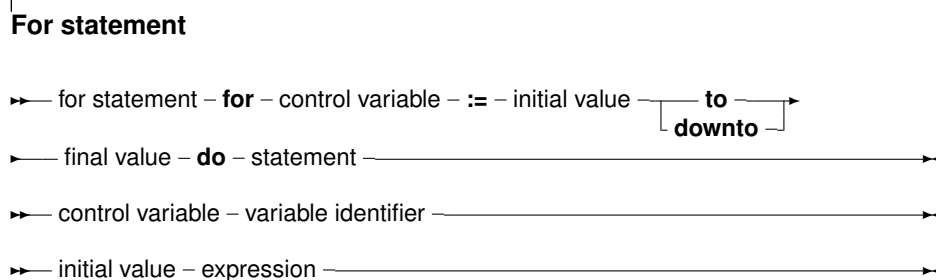 For statement
for statement – for – control variable – := – initial value – to –
downto –
final value – do – statement –
control variable – variable identifier –
initial value – expression –